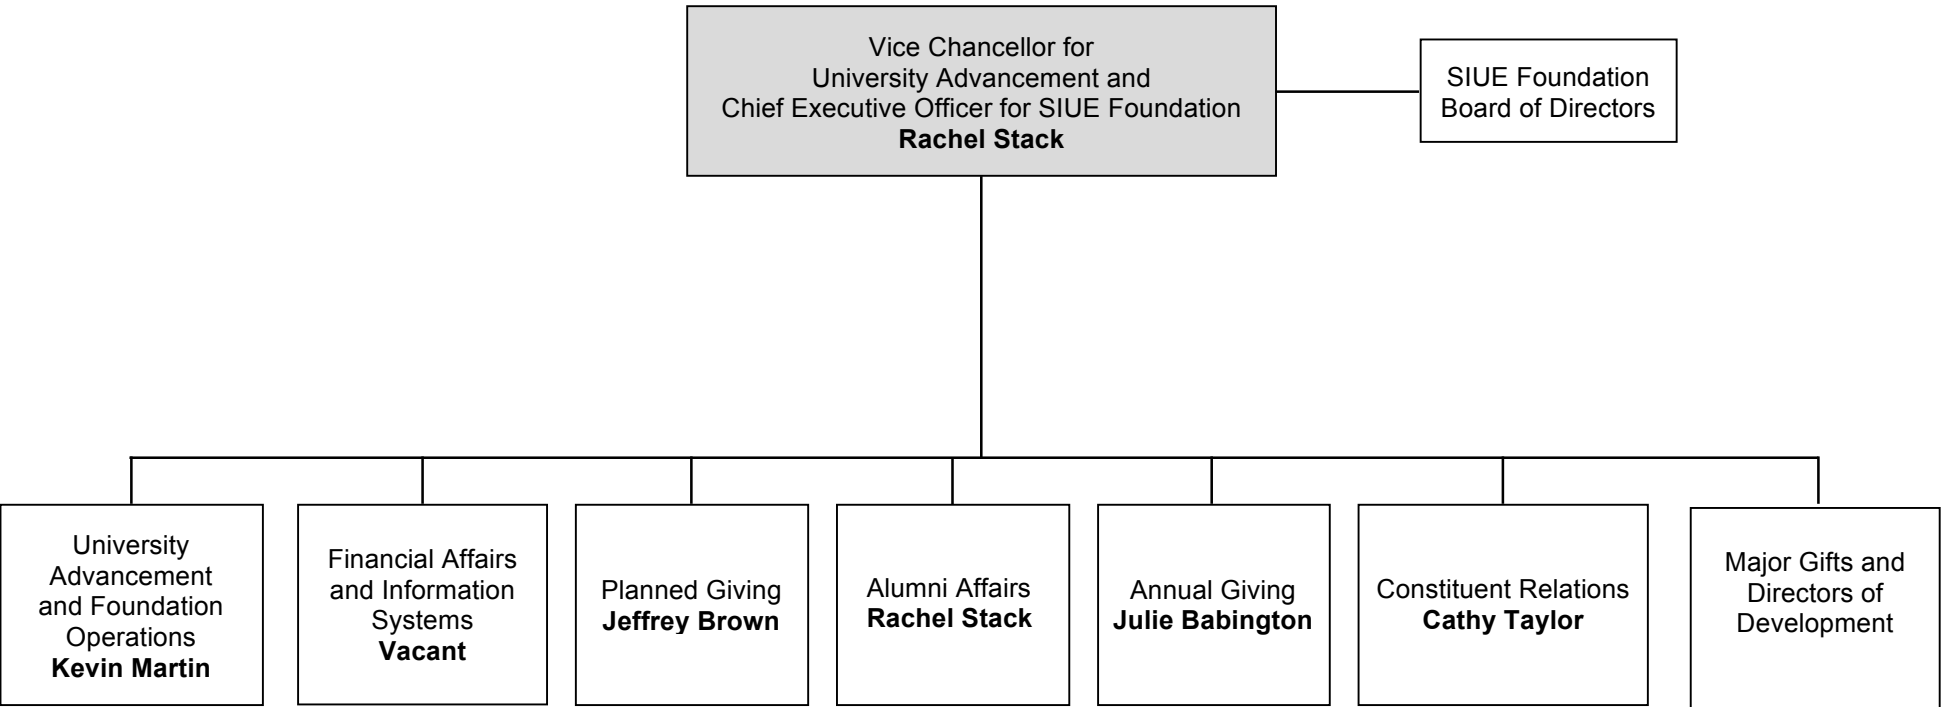 Vice Chancellor for
University Advancement and
Chief Executive Officer for SIUE Foundation
Rachel Stack
SIUE Foundation
Board of Directors
University
Advancement
and Foundation
Operations
Kevin Martin
Financial Affairs
and Information
Systems
Vacant
Planned Giving
Jeffrey Brown
Alumni Affairs
Rachel Stack
Annual Giving
Julie Babington
Constituent Relations
Cathy Taylor
Major Gifts and
Directors of
Development